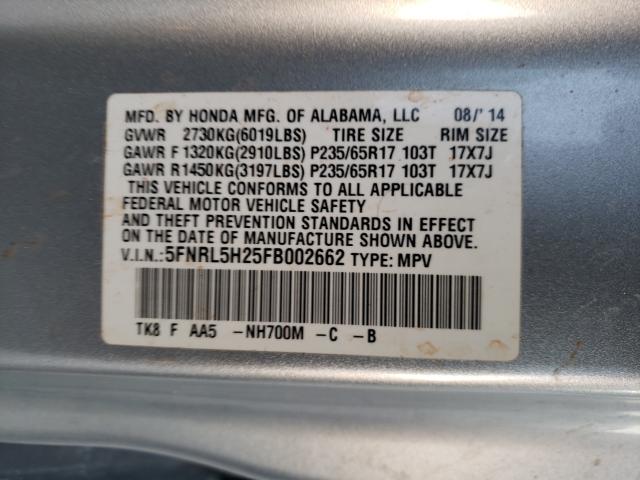 MFD. BY HONDA MFG. OF ALABAMA, LLC 08/'14
GVWR 2730KG(6019LBS) TIRE SIZE RIM SIZE
GAWR F 1320KG(2910LBS) P235/65R17 103T 17X7J
GAWR R1450KG(3197LBS) P235/65R17 103T 17X7J
THIS VEHICLE CONFORMS TO ALL APPLICABLE
FEDERAL MOTOR VEHICLE SAFETY
AND THEFT PREVENTION STANDARDS IN EFFECT
ON THE DATE OF MANUFACTURE SHOWN ABOVE.
V.I.N.:5FNRL5H25FB002662 TYPE: MPV
TK8 F AA5 -NH700M -C -B